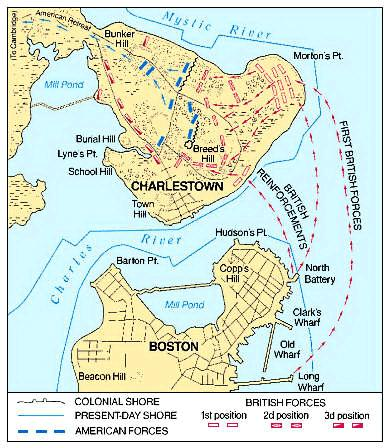 (To Cambridge)
American Retreat
Mystic River
Bunker
Hill
Morton's Pt.
Mill Pond
Burial Hill
Lyne's Pt.
School Hill
Breed's
Hill
CHARLESTOWN
Town
Hill
FIRST BRITISH FORCES
BRITISH
REINFORCEMENTS
Charles River
Hudson's Pt.
Barton Pt.
Copp's
Hill
North
Battery
Mill Pond
Clark's
Wharf
BOSTON
Old
Wharf
Beacon Hill
Long
Wharf
COLONIAL SHORE
PRESENT-DAY SHORE
AMERICAN FORCES
BRITISH FORCES
1st position 2d position 3d position